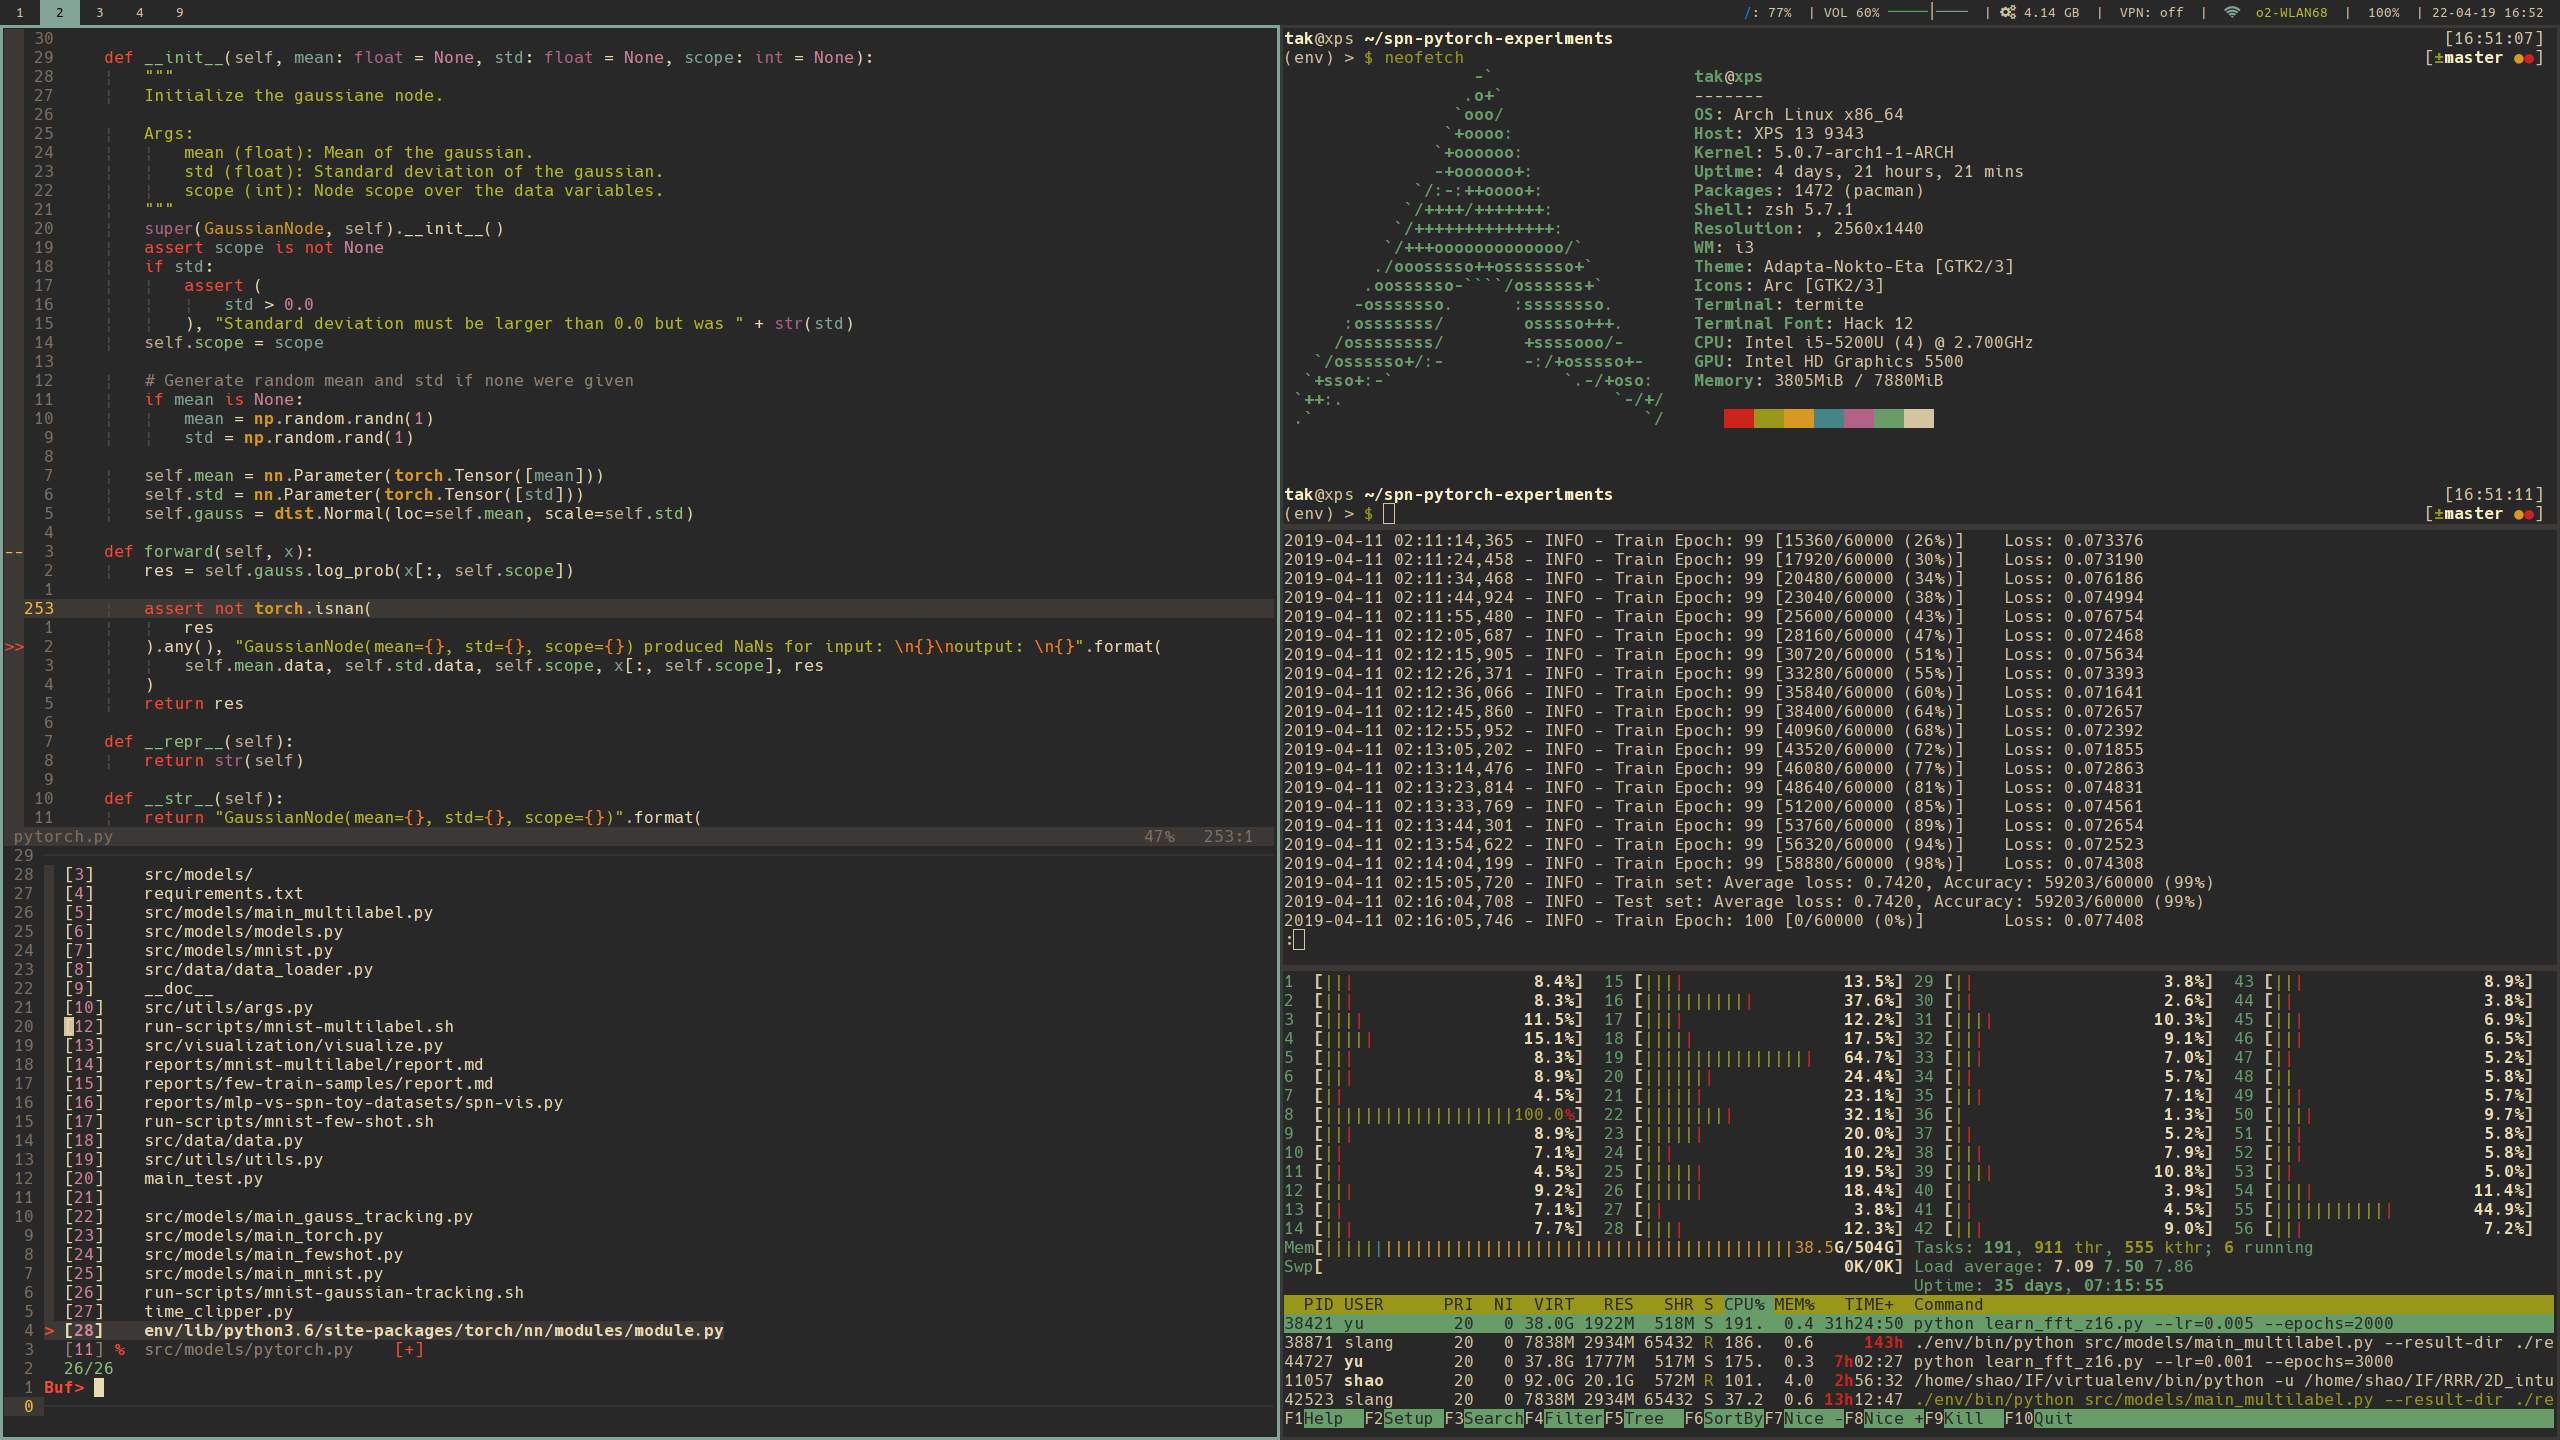 1 2 3 4 9
/: 77% | VOL 60% | 4.14 GB | VPN: off | o2-WLAN68 | 100% | 22-04-19 16:52
30
29 def __init__(self, mean: float = None, std: float = None, scope: int = None):
28 """
27 Initialize the gaussiane node.
26
25 Args:
24 mean (float): Mean of the gaussian.
23 std (float): Standard deviation of the gaussian.
22 scope (int): Node scope over the data variables.
21 """
20 super(GaussianNode, self).__init__()
19 assert scope is not None
18 if std:
17 assert (
16 std > 0.0
15 ), "Standard deviation must be larger than 0.0 but was " + str(std)
14 self.scope = scope
13
12 # Generate random mean and std if none were given
11 if mean is None:
10 mean = np.random.randn(1)
9 std = np.random.rand(1)
8
7 self.mean = nn.Parameter(torch.Tensor([mean]))
6 self.std = nn.Parameter(torch.Tensor([std]))
5 self.gauss = dist.Normal(loc=self.mean, scale=self.std)
4
-- 3 def forward(self, x):
2 res = self.gauss.log_prob(x[:, self.scope])
1
253 assert not torch.isnan(
1 res
>> 2 ).any(), "GaussianNode(mean={}, std={}, scope={}) produced NaNs for input: \n{}\noutput: \n{}".format(
3 self.mean.data, self.std.data, self.scope, x[:, self.scope], res
4 )
5 return res
6
7 def __repr__(self):
8 return str(self)
9
10 def __str__(self):
11 return "GaussianNode(mean={}, std={}, scope={})".format(
pytorch.py 47% 253:1
29
28 [3] src/models/
27 [4] requirements.txt
26 [5] src/models/main_multilabel.py
25 [6] src/models/models.py
24 [7] src/models/mnist.py
23 [8] src/data/data_loader.py
22 [9] __doc__
21 [10] src/utils/args.py
20 [12] run-scripts/mnist-multilabel.sh
19 [13] src/visualization/visualize.py
18 [14] reports/mnist-multilabel/report.md
17 [15] reports/few-train-samples/report.md
16 [16] reports/mlp-vs-spn-toy-datasets/spn-vis.py
15 [17] run-scripts/mnist-few-shot.sh
14 [18] src/data/data.py
13 [19] src/utils/utils.py
12 [20] main_test.py
11 [21]
10 [22] src/models/main_gauss_tracking.py
9 [23] src/models/main_torch.py
8 [24] src/models/main_fewshot.py
7 [25] src/models/main_mnist.py
6 [26] run-scripts/mnist-gaussian-tracking.sh
5 [27] time_clipper.py
4 > [28] env/lib/python3.6/site-packages/torch/nn/modules/module.py
3 [11] % src/models/pytorch.py [+]
2 26/26
1 Buf>
0
tak@xps ~/spn-pytorch-experiments [16:51:07]
(env) > $ neofetch [±master ●●]
-`
.o+`
`ooo/
`+oooo:
`+oooooo:
-+oooooo+:
`/:-:++oooo+:
`/++++/+++++++:
`/++++++++++++++:
`/+++ooooooooooooo/`
./ooosssso++osssssso+`
.oossssso-````/ossssss+`
-osssssso. :ssssssso.
:osssssss/ osssso+++.
/ossssssss/ +ssssooo/-
`/ossssso+/:- -:/+osssso+-
`+sso+:-` `.-/+oso:
`++:. `-/+/
.` `/
tak@xps
-------
OS: Arch Linux x86_64
Host: XPS 13 9343
Kernel: 5.0.7-arch1-1-ARCH
Uptime: 4 days, 21 hours, 21 mins
Packages: 1472 (pacman)
Shell: zsh 5.7.1
Resolution: , 2560x1440
WM: i3
Theme: Adapta-Nokto-Eta [GTK2/3]
Icons: Arc [GTK2/3]
Terminal: termite
Terminal Font: Hack 12
CPU: Intel i5-5200U (4) @ 2.700GHz
GPU: Intel HD Graphics 5500
Memory: 3805MiB / 7880MiB
tak@xps ~/spn-pytorch-experiments [16:51:11]
(env) > $ [±master ●●]
2019-04-11 02:11:14,365 - INFO - Train Epoch: 99 [15360/60000 (26%)] Loss: 0.073376
2019-04-11 02:11:24,458 - INFO - Train Epoch: 99 [17920/60000 (30%)] Loss: 0.073190
2019-04-11 02:11:34,468 - INFO - Train Epoch: 99 [20480/60000 (34%)] Loss: 0.076186
2019-04-11 02:11:44,924 - INFO - Train Epoch: 99 [23040/60000 (38%)] Loss: 0.074994
2019-04-11 02:11:55,480 - INFO - Train Epoch: 99 [25600/60000 (43%)] Loss: 0.076754
2019-04-11 02:12:05,687 - INFO - Train Epoch: 99 [28160/60000 (47%)] Loss: 0.072468
2019-04-11 02:12:15,905 - INFO - Train Epoch: 99 [30720/60000 (51%)] Loss: 0.075634
2019-04-11 02:12:26,371 - INFO - Train Epoch: 99 [33280/60000 (55%)] Loss: 0.073393
2019-04-11 02:12:36,066 - INFO - Train Epoch: 99 [35840/60000 (60%)] Loss: 0.071641
2019-04-11 02:12:45,860 - INFO - Train Epoch: 99 [38400/60000 (64%)] Loss: 0.072657
2019-04-11 02:12:55,952 - INFO - Train Epoch: 99 [40960/60000 (68%)] Loss: 0.072392
2019-04-11 02:13:05,202 - INFO - Train Epoch: 99 [43520/60000 (72%)] Loss: 0.071855
2019-04-11 02:13:14,476 - INFO - Train Epoch: 99 [46080/60000 (77%)] Loss: 0.072863
2019-04-11 02:13:23,814 - INFO - Train Epoch: 99 [48640/60000 (81%)] Loss: 0.074831
2019-04-11 02:13:33,769 - INFO - Train Epoch: 99 [51200/60000 (85%)] Loss: 0.074561
2019-04-11 02:13:44,301 - INFO - Train Epoch: 99 [53760/60000 (89%)] Loss: 0.072654
2019-04-11 02:13:54,622 - INFO - Train Epoch: 99 [56320/60000 (94%)] Loss: 0.072523
2019-04-11 02:14:04,199 - INFO - Train Epoch: 99 [58880/60000 (98%)] Loss: 0.074308
2019-04-11 02:15:05,720 - INFO - Train set: Average loss: 0.7420, Accuracy: 59203/60000 (99%)
2019-04-11 02:16:04,708 - INFO - Test set: Average loss: 0.7420, Accuracy: 59203/60000 (99%)
2019-04-11 02:16:05,746 - INFO - Train Epoch: 100 [0/60000 (0%)] Loss: 0.077408
:
1 [||| 8.4%] 15 [|||| 13.5%] 29 [|| 3.8%] 43 [||| 8.9%]
2 [||| 8.3%] 16 [||||||||||| 37.6%] 30 [|| 2.6%] 44 [|| 3.8%]
3 [|||| 11.5%] 17 [|||| 12.2%] 31 [|||| 10.3%] 45 [||| 6.9%]
4 [||||| 15.1%] 18 [||||| 17.5%] 32 [||| 9.1%] 46 [||| 6.5%]
5 [||| 8.3%] 19 [||||||||||||||||| 64.7%] 33 [||| 7.0%] 47 [|| 5.2%]
6 [||| 8.9%] 20 [||||||| 24.4%] 34 [|| 5.7%] 48 [|| 5.8%]
7 [|| 4.5%] 21 [|||||| 23.1%] 35 [||| 7.1%] 49 [||| 5.7%]
8 [|||||||||||||||||||100.0%] 22 [||||||||| 32.1%] 36 [| 1.3%] 50 [|||| 9.7%]
9 [||| 8.9%] 23 [|||||| 20.0%] 37 [|| 5.2%] 51 [||| 5.8%]
10 [|| 7.1%] 24 [||| 10.2%] 38 [||| 7.9%] 52 [||| 5.8%]
11 [|| 4.5%] 25 [|||||| 19.5%] 39 [|||| 10.8%] 53 [|| 5.0%]
12 [||| 9.2%] 26 [|||||| 18.4%] 40 [|| 3.9%] 54 [|||| 11.4%]
13 [|| 7.1%] 27 [|| 3.8%] 41 [|| 4.5%] 55 [|||||||||||| 44.9%]
14 [||| 7.7%] 28 [|||| 12.3%] 42 [||| 9.0%] 56 [||| 7.2%]
Mem[|||||||||||||||||||||||||||||||||||||||||||||||38.5G/504G] Tasks: 191, 911 thr, 555 kthr; 6 running
Swp[ 0K/0K] Load average: 7.09 7.50 7.86
Uptime: 35 days, 07:15:55
PID USER PRI NI VIRT RES SHR S CPU% MEM% TIME+ Command
38421 yu 20 0 38.0G 1922M 518M S 191. 0.4 31h24:50 python learn_fft_z16.py --lr=0.005 --epochs=2000
38871 slang 20 0 7838M 2934M 65432 R 186. 0.6 143h ./env/bin/python src/models/main_multilabel.py --result-dir ./re
44727 yu 20 0 37.8G 1777M 517M S 175. 0.3 7h02:27 python learn_fft_z16.py --lr=0.001 --epochs=3000
11057 shao 20 0 92.0G 20.1G 572M R 101. 4.0 2h56:32 /home/shao/IF/virtualenv/bin/python -u /home/shao/IF/RRR/2D_intu
42523 slang 20 0 7838M 2934M 65432 S 37.2 0.6 13h12:47 ./env/bin/python src/models/main_multilabel.py --result-dir ./re
F1Help F2Setup F3SearchF4FilterF5Tree F6SortByF7Nice -F8Nice +F9Kill F10Quit